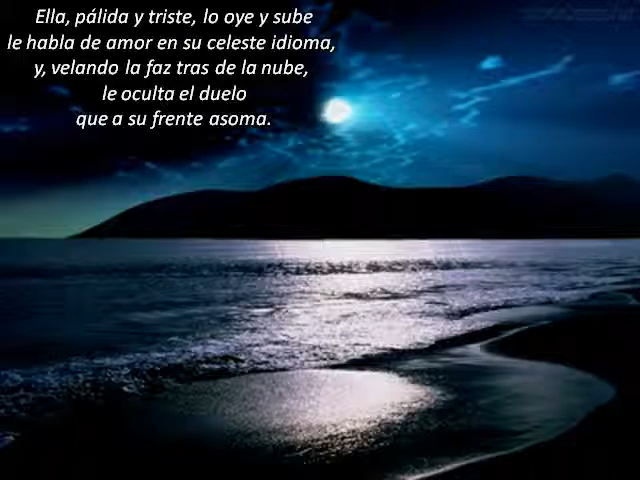 Ella, pálida y triste, lo oye y sube
le habla de amor en su celeste idioma,
y, velando la faz tras de la nube,
le oculta el duelo
que a su frente asoma.